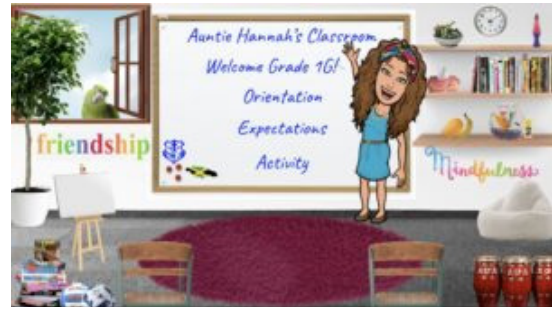 Auntie Hannah's Classroom
Welcome Grade 1G!
Orientation
Expectations
Activity
friendship
Mindfulness